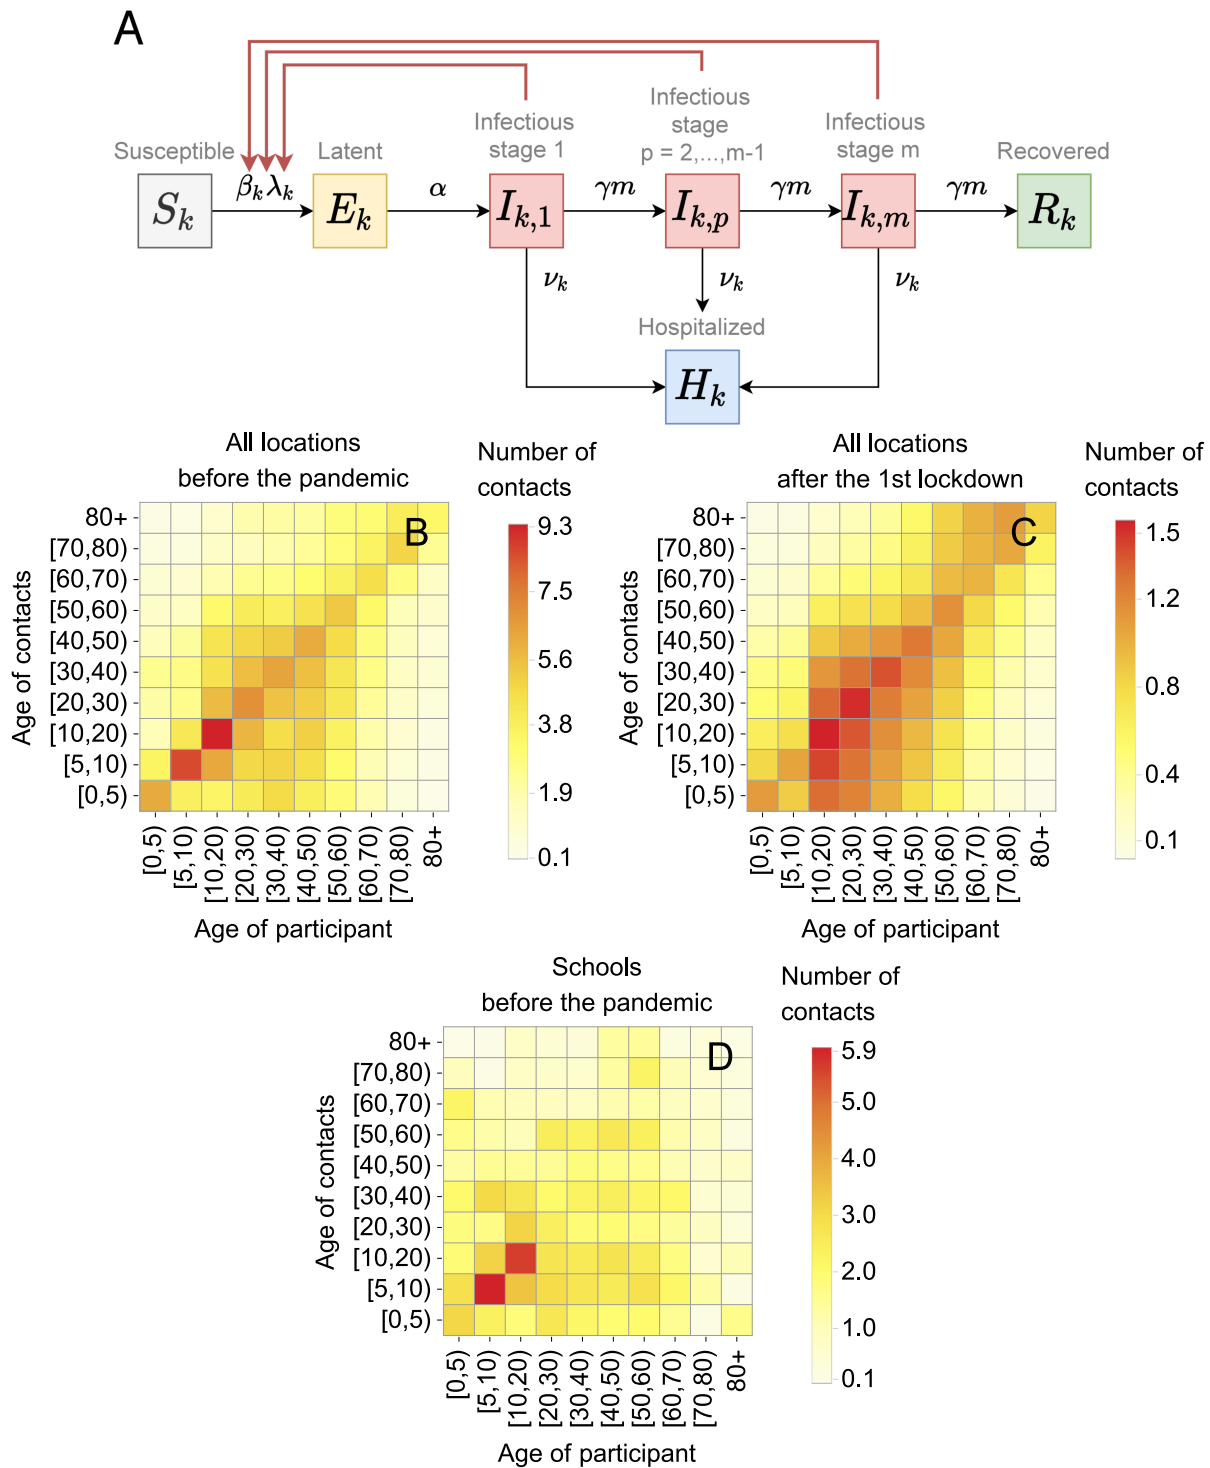 A
Infectious
stage
p = 2,...,m-1
Infectious
stage 1
Infectious
stage m
Susceptible
Latent
Recovered
β_k λ_k
α
γm
γm
γm
S_k
E_k
I_{k,1}
I_{k,p}
I_{k,m}
R_k
ν_k
ν_k
ν_k
Hospitalized
H_k
All locations
before the pandemic
Number of
contacts
B
80+
[70,80)
[60,70)
[50,60)
[40,50)
[30,40)
[20,30)
[10,20)
[5,10)
[0,5)
Age of contacts
[0,5)
[5,10)
[10,20)
[20,30)
[30,40)
[40,50)
[50,60)
[60,70)
[70,80)
80+
Age of participant
9.3
7.5
5.6
3.8
1.9
0.1
All locations
after the 1st lockdown
Number of
contacts
C
80+
[70,80)
[60,70)
[50,60)
[40,50)
[30,40)
[20,30)
[10,20)
[5,10)
[0,5)
Age of contacts
[0,5)
[5,10)
[10,20)
[20,30)
[30,40)
[40,50)
[50,60)
[60,70)
[70,80)
80+
Age of participant
1.5
1.2
0.8
0.4
0.1
Schools
before the pandemic
Number of
contacts
D
80+
[70,80)
[60,70)
[50,60)
[40,50)
[30,40)
[20,30)
[10,20)
[5,10)
[0,5)
Age of contacts
[0,5)
[5,10)
[10,20)
[20,30)
[30,40)
[40,50)
[50,60)
[60,70)
[70,80)
80+
Age of participant
5.9
5.0
4.0
3.0
2.0
1.0
0.1